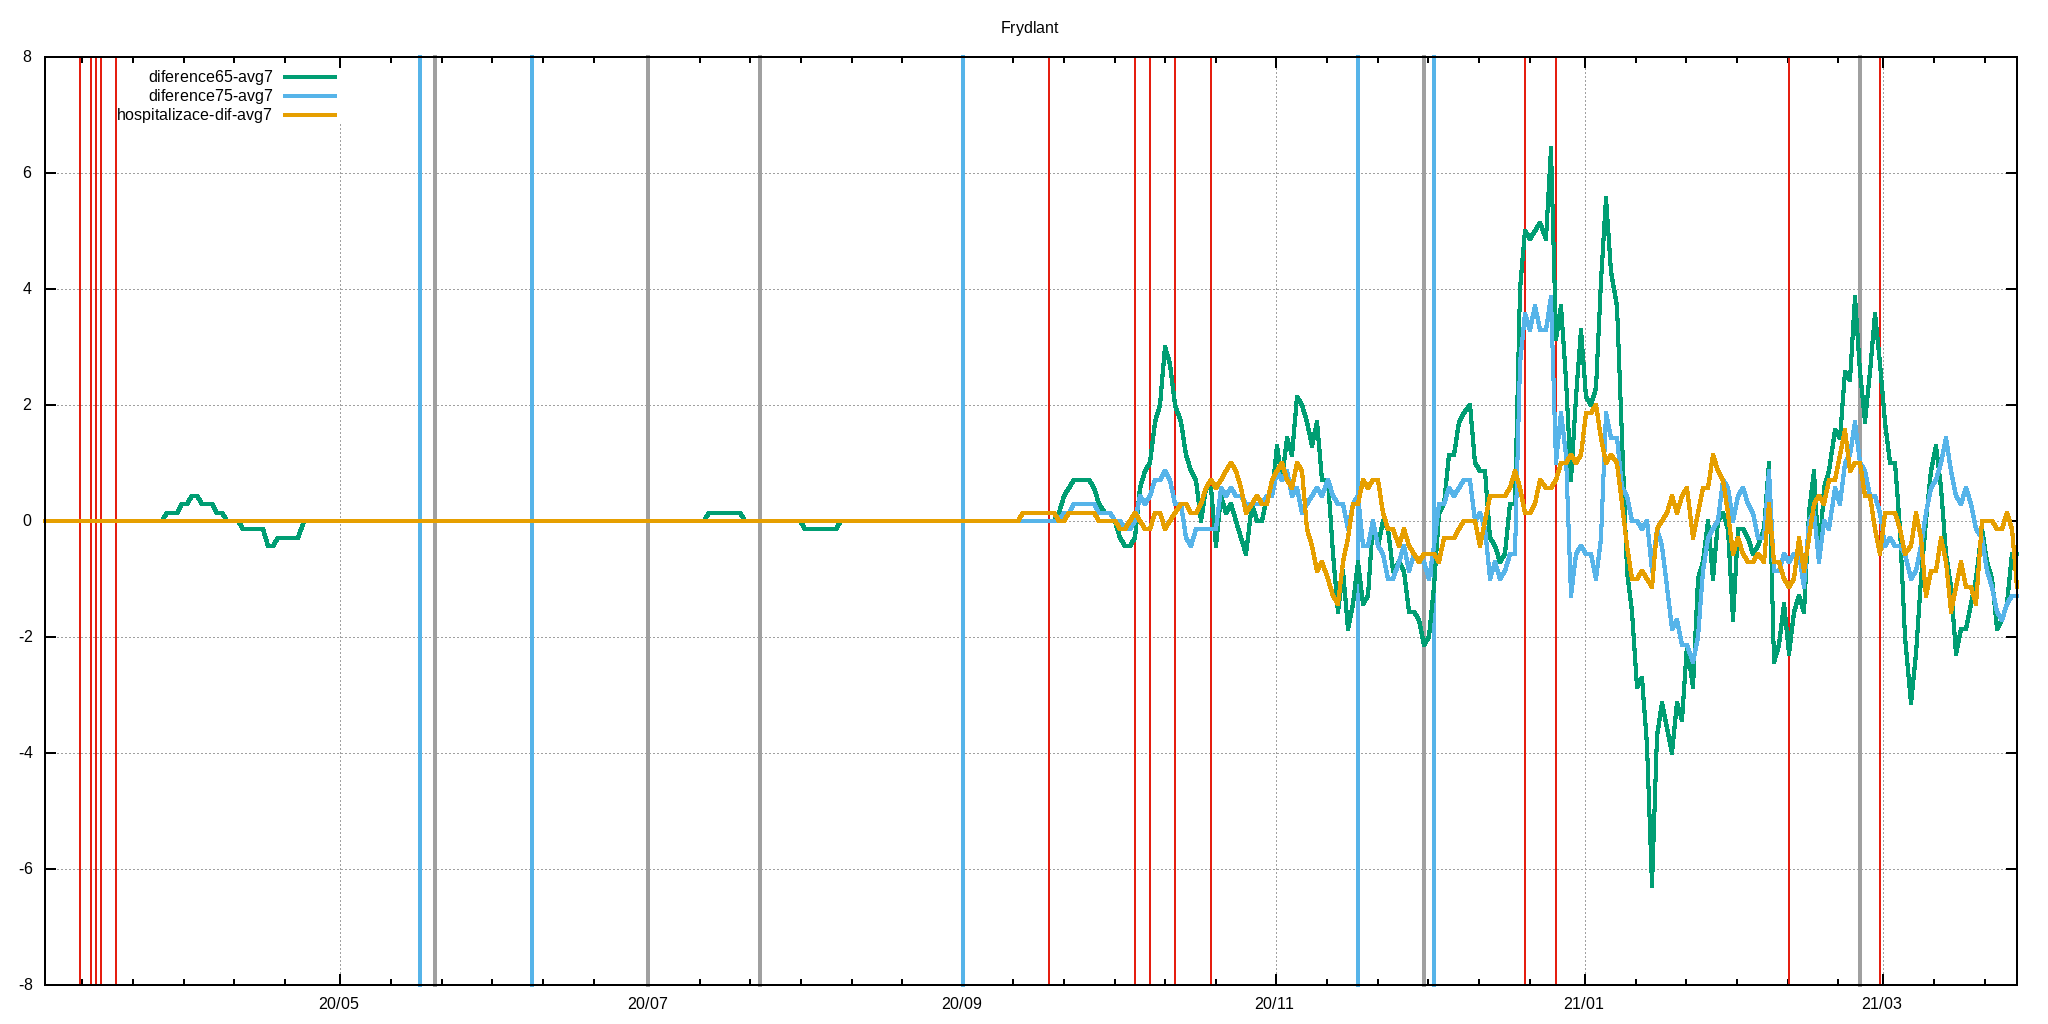 Frydlant
8
diference65-avg7
diference75-avg7
hospitalizace-dif-avg7
6
4
2
0
-2
-4
-6
-8
20/05 20/07 20/09 20/11 21/01 21/03